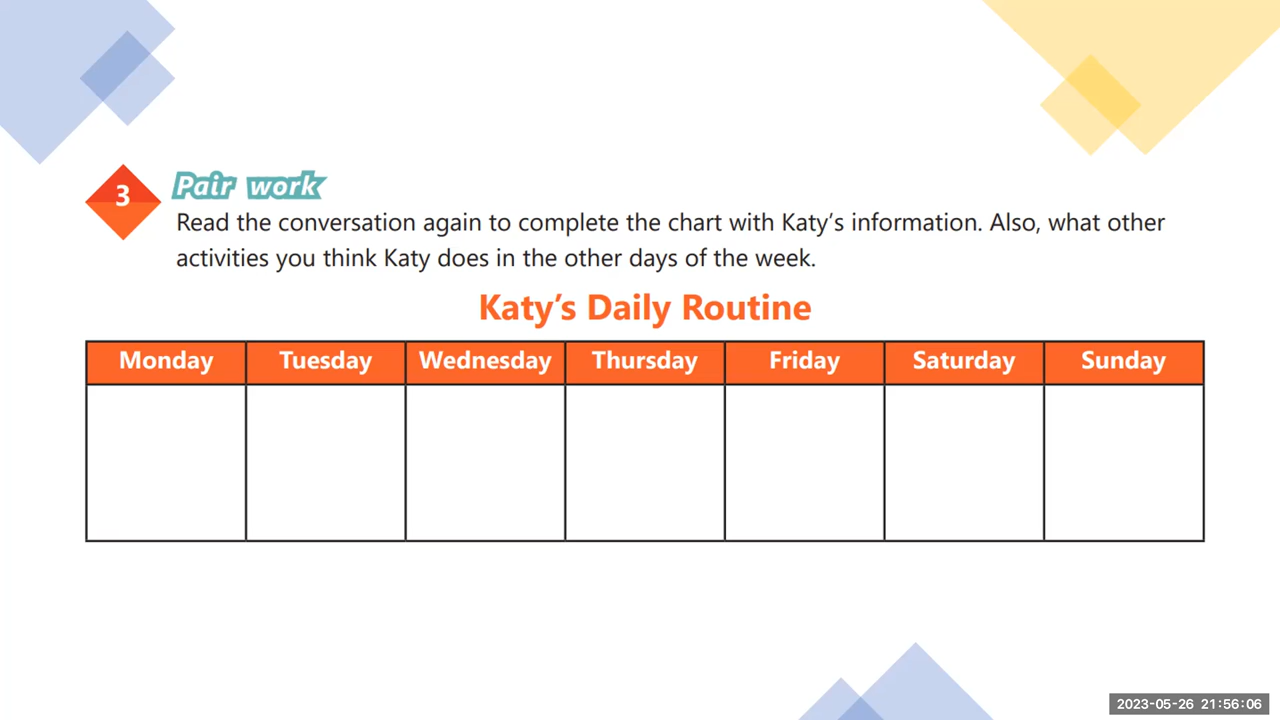 3
Pair work
Read the conversation again to complete the chart with Katy’s information. Also, what other
activities you think Katy does in the other days of the week.
Katy’s Daily Routine
Monday Tuesday Wednesday Thursday Friday Saturday Sunday
2023-05-26 21:56:06